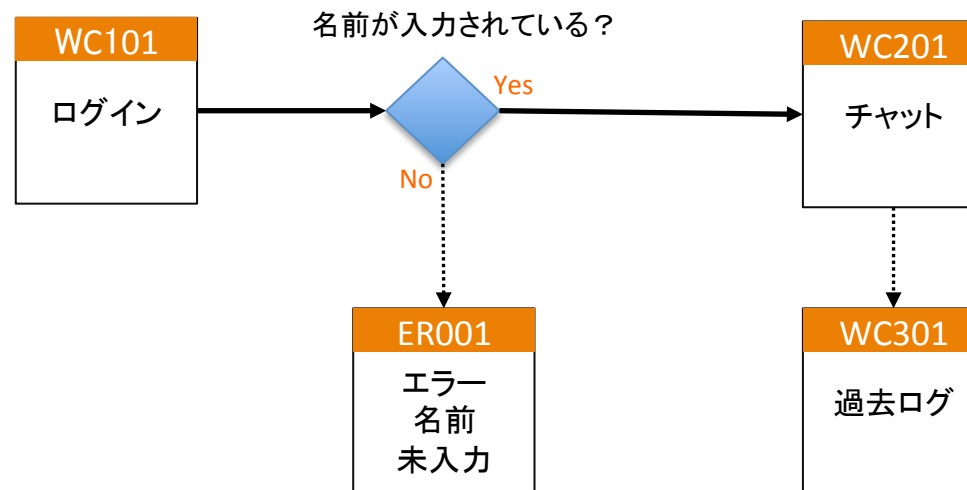 名前が入力されている？
WC101
ログイン
Yes
No
WC201
チャット
ER001
エラー
名前
未入力
WC301
過去ログ